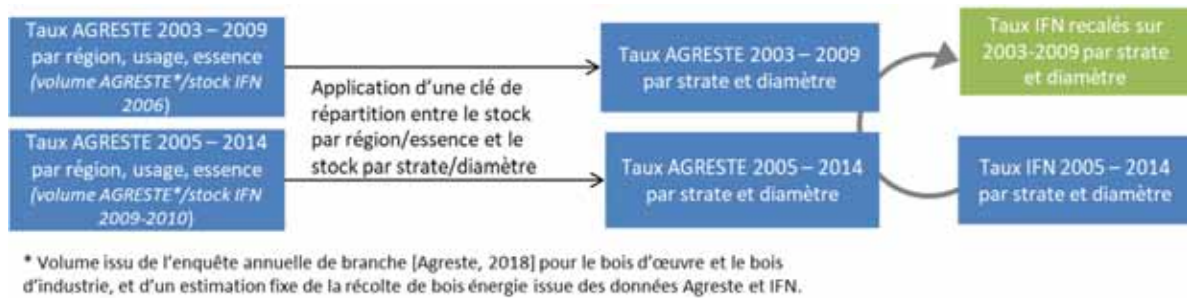 Taux AGRESTE 2003 – 2009
par région, usage, essence
(volume AGRESTE*/stock IFN
2006)
Taux AGRESTE 2005 – 2014
par région, usage, essence
(volume AGRESTE*/stock IFN
2009-2010)
Application d'une clé de
répartition entre le stock
par région/essence et le
stock par strate/diamètre
Taux AGRESTE 2003 – 2009
par strate et diamètre
Taux AGRESTE 2005 – 2014
par strate et diamètre
Taux IFN recalés sur
2003-2009 par strate
et diamètre
Taux IFN 2005 – 2014
par strate et diamètre
* Volume issu de l'enquête annuelle de branche [Agreste, 2018] pour le bois d'œuvre et le bois
d'industrie, et d'un estimation fixe de la récolte de bois énergie issue des données Agreste et IFN.